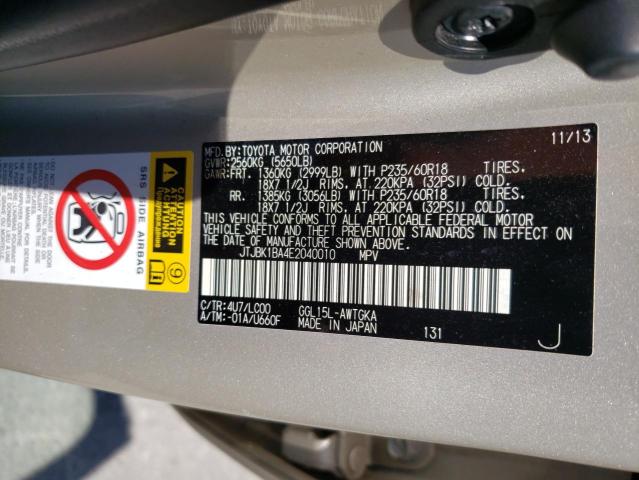 MFD.BY:TOYOTA MOTOR CORPORATION 11/13
GVWR:2560KG (5650LB)
GAWR:FRT. 1360KG (2999LB) WITH P235/60R18 TIRES.
18X7 1/2J RIMS. AT 220KPA (32PSI) COLD.
RR. 1385KG (3056LB) WITH P235/60R18 TIRES.
18X7 1/2J RIMS. AT 220KPA (32PSI) COLD.
THIS VEHICLE CONFORMS TO ALL APPLICABLE FEDERAL MOTOR
VEHICLE SAFETY AND THEFT PREVENTION STANDARDS IN EFFECT ON
THE DATE OF MANUFACTURE SHOWN ABOVE.
JTJBK1BA4E2040010 MPV
C/TR:4U7/LC00 GGL15L-AWTGKA
A/TM:-01A/U660F MADE IN JAPAN 131 J
CAUTION
ATTENTION
SRS SIDE AIRBAG
9